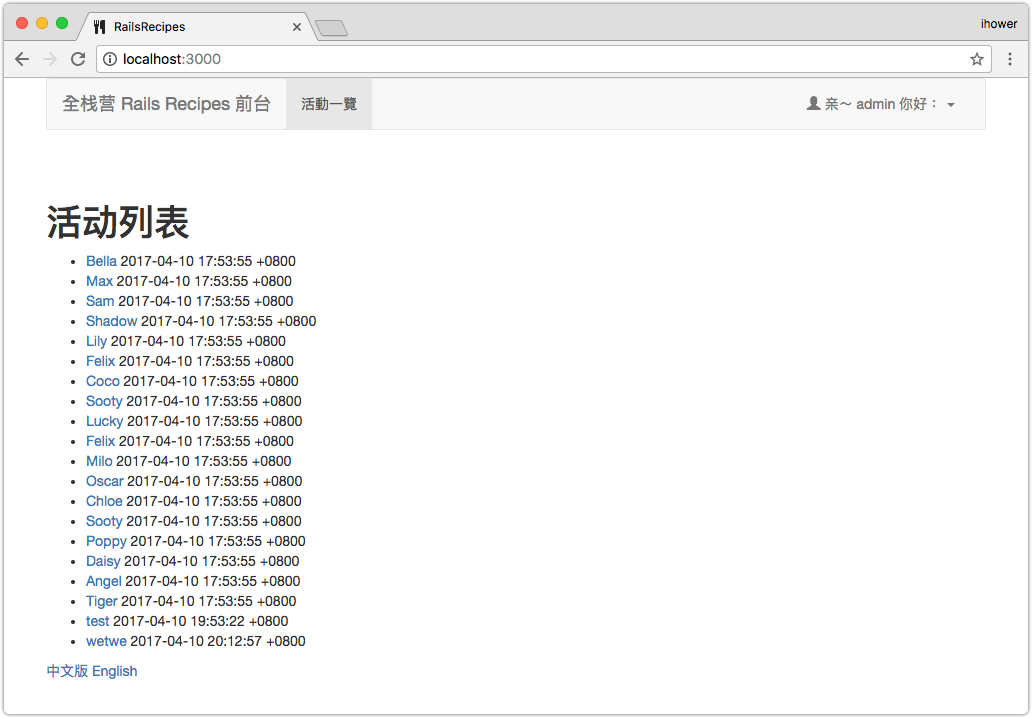 RailsRecipes
ihower
localhost:3000
全栈营 Rails Recipes 前台 活動一覽 亲～ admin 你好：
活动列表
Bella 2017-04-10 17:53:55 +0800
Max 2017-04-10 17:53:55 +0800
Sam 2017-04-10 17:53:55 +0800
Shadow 2017-04-10 17:53:55 +0800
Lily 2017-04-10 17:53:55 +0800
Felix 2017-04-10 17:53:55 +0800
Coco 2017-04-10 17:53:55 +0800
Sooty 2017-04-10 17:53:55 +0800
Lucky 2017-04-10 17:53:55 +0800
Felix 2017-04-10 17:53:55 +0800
Milo 2017-04-10 17:53:55 +0800
Oscar 2017-04-10 17:53:55 +0800
Chloe 2017-04-10 17:53:55 +0800
Sooty 2017-04-10 17:53:55 +0800
Poppy 2017-04-10 17:53:55 +0800
Daisy 2017-04-10 17:53:55 +0800
Angel 2017-04-10 17:53:55 +0800
Tiger 2017-04-10 17:53:55 +0800
test 2017-04-10 19:53:22 +0800
wetwe 2017-04-10 20:12:57 +0800
中文版 English